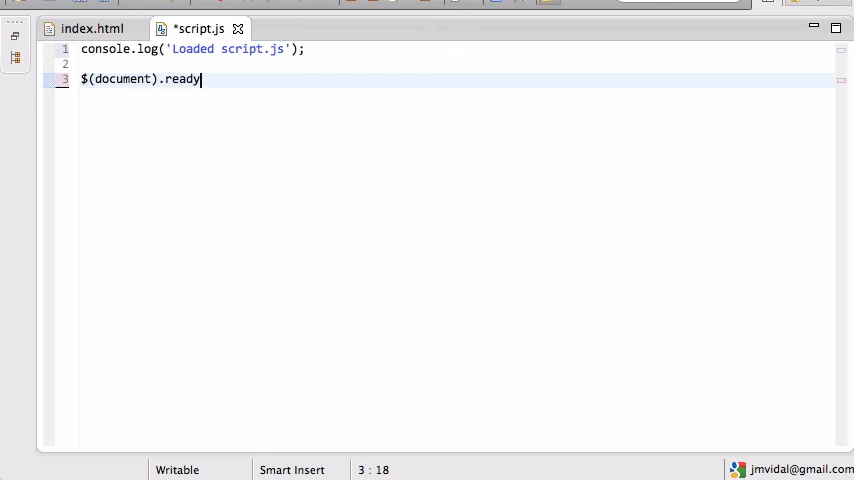 index.html
*script.js
1 console.log('Loaded script.js');
2
3 $(document).ready
Writable
Smart Insert
3 : 18
jmvidal@gmail.com